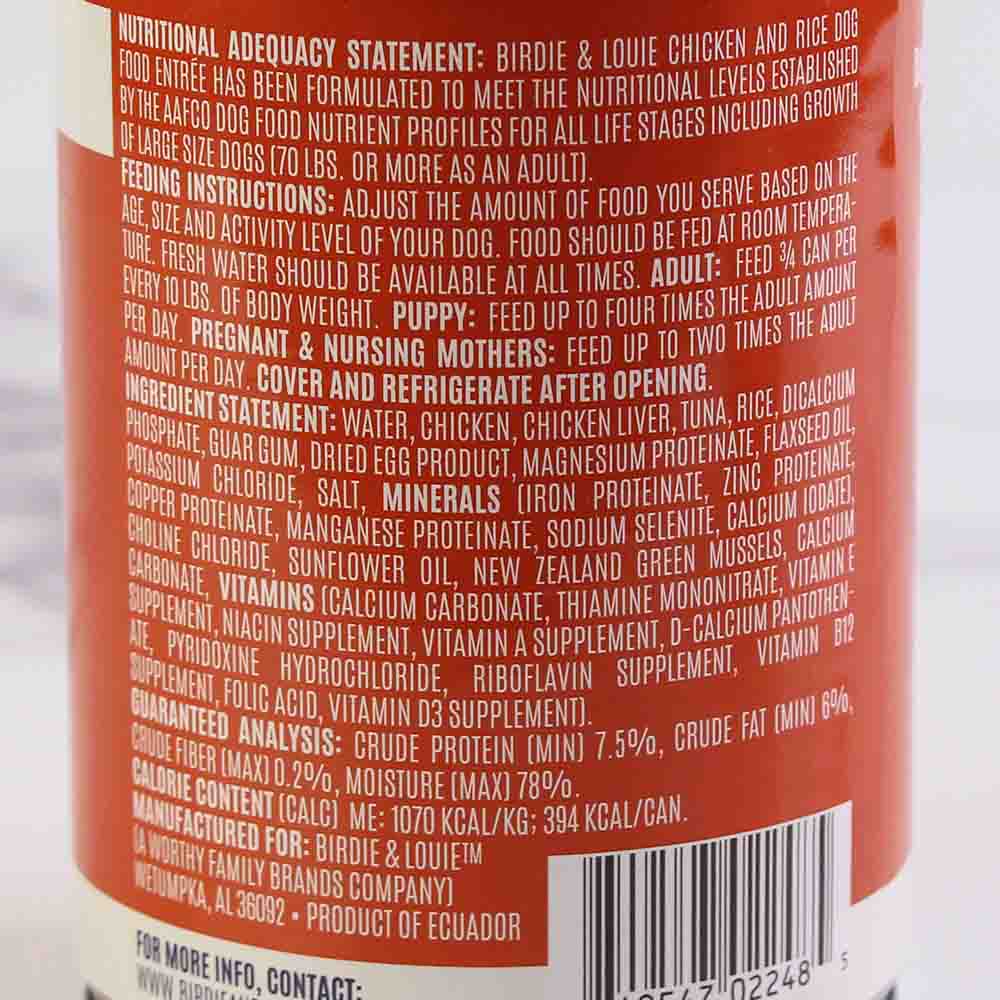 NUTRITIONAL ADEQUACY STATEMENT: BIRDIE & LOUIE CHICKEN AND RICE DOG
FOOD ENTRÉE HAS BEEN FORMULATED TO MEET THE NUTRITIONAL LEVELS ESTABLISHED
BY THE AAFCO DOG FOOD NUTRIENT PROFILES FOR ALL LIFE STAGES INCLUDING GROWTH
OF LARGE SIZE DOGS (70 LBS. OR MORE AS AN ADULT).
FEEDING INSTRUCTIONS: ADJUST THE AMOUNT OF FOOD YOU SERVE BASED ON THE
AGE, SIZE AND ACTIVITY LEVEL OF YOUR DOG. FOOD SHOULD BE FED AT ROOM TEMPERA-
TURE. FRESH WATER SHOULD BE AVAILABLE AT ALL TIMES. ADULT: FEED ¾ CAN PER
EVERY 10 LBS. OF BODY WEIGHT. PUPPY: FEED UP TO FOUR TIMES THE ADULT AMOUNT
PER DAY. PREGNANT & NURSING MOTHERS: FEED UP TO TWO TIMES THE ADULT
AMOUNT PER DAY. COVER AND REFRIGERATE AFTER OPENING.
INGREDIENT STATEMENT: WATER, CHICKEN, CHICKEN LIVER, TUNA, RICE, DICALCIUM
PHOSPHATE, GUAR GUM, DRIED EGG PRODUCT, MAGNESIUM PROTEINATE, FLAXSEED OIL,
POTASSIUM CHLORIDE, SALT, MINERALS (IRON PROTEINATE, ZINC PROTEINATE,
COPPER PROTEINATE, MANGANESE PROTEINATE, SODIUM SELENITE, CALCIUM IODATE),
CHOLINE CHLORIDE, SUNFLOWER OIL, NEW ZEALAND GREEN MUSSELS, CALCIUM
CARBONATE, VITAMINS (CALCIUM CARBONATE, THIAMINE MONONITRATE, VITAMIN E
SUPPLEMENT, NIACIN SUPPLEMENT, VITAMIN A SUPPLEMENT, D-CALCIUM PANTOTHEN-
ATE, PYRIDOXINE HYDROCHLORIDE, RIBOFLAVIN SUPPLEMENT, VITAMIN B12
SUPPLEMENT, FOLIC ACID, VITAMIN D3 SUPPLEMENT).
GUARANTEED ANALYSIS: CRUDE PROTEIN (MIN) 7.5%, CRUDE FAT (MIN) 6%,
CRUDE FIBER (MAX) 0.2%, MOISTURE (MAX) 78%.
CALORIE CONTENT (CALC) ME: 1070 KCAL/KG; 394 KCAL/CAN.
MANUFACTURED FOR: BIRDIE & LOUIE™
(A WORTHY FAMILY BRANDS COMPANY)
WETUMPKA, AL 36092 • PRODUCT OF ECUADOR
FOR MORE INFO, CONTACT:
02248 5